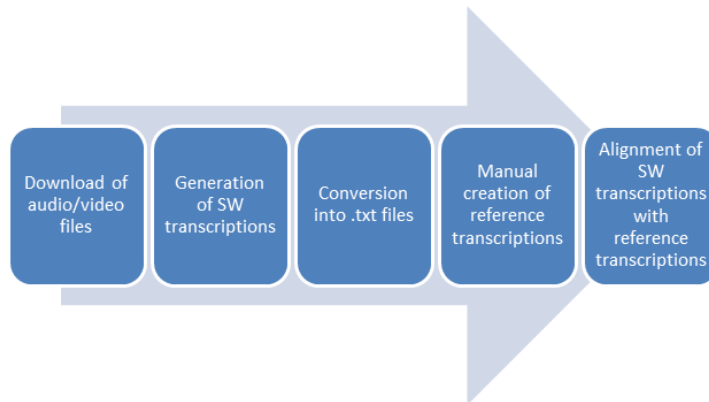 Download of
audio/video
files
Generation
of SW
transcriptions
Conversion
into .txt files
Manual
creation of
reference
transcriptions
Alignment of
SW
transcriptions
with
reference
transcriptions